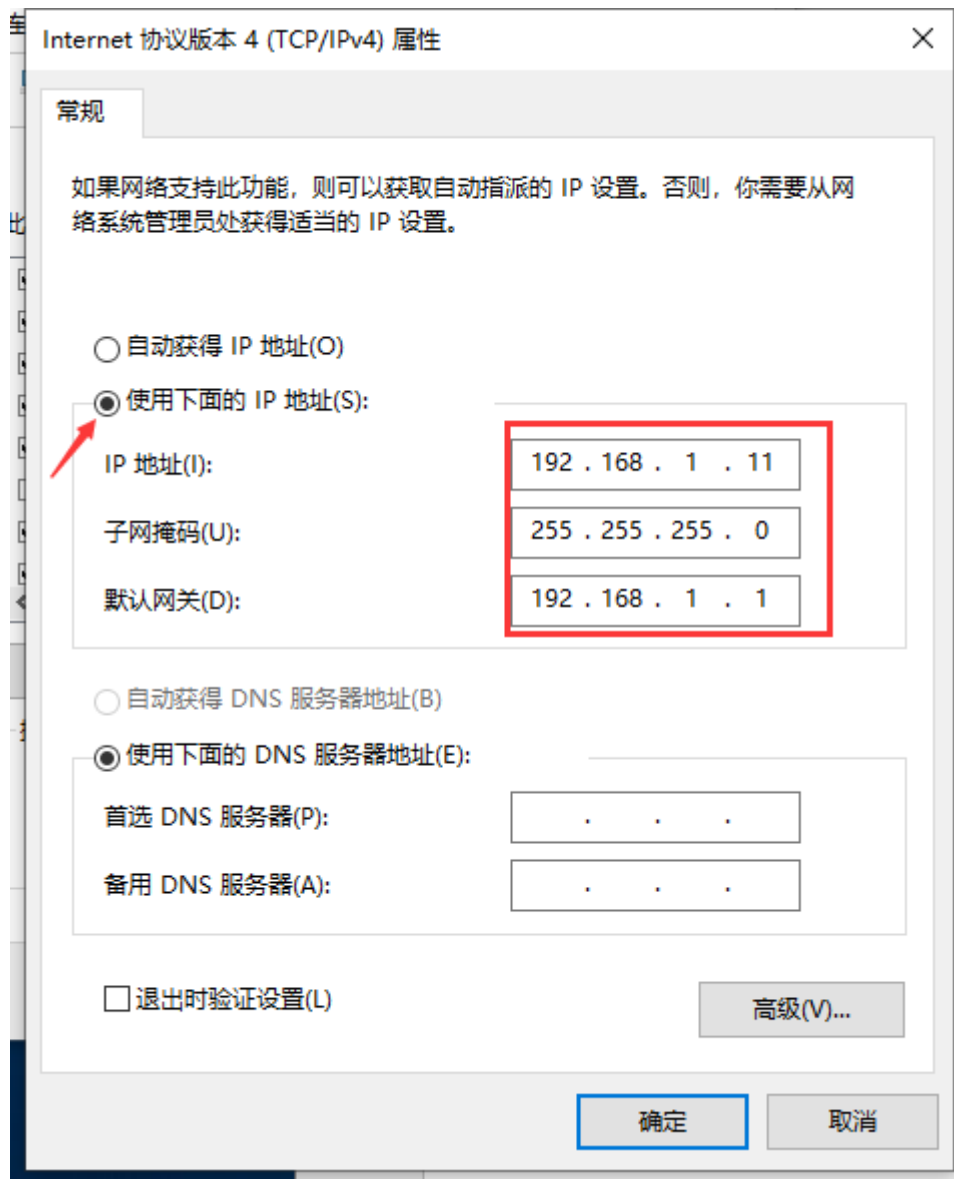 Internet 协议版本 4 (TCP/IPv4) 属性
常规
如果网络支持此功能，则可以获取自动指派的 IP 设置。否则，你需要从网
络系统管理员处获得适当的 IP 设置。
自动获得 IP 地址(O)
使用下面的 IP 地址(S):
IP 地址(I): 192 . 168 . 1 . 11
子网掩码(U): 255 . 255 . 255 . 0
默认网关(D): 192 . 168 . 1 . 1
自动获得 DNS 服务器地址(B)
使用下面的 DNS 服务器地址(E):
首选 DNS 服务器(P): . . .
备用 DNS 服务器(A): . . .
退出时验证设置(L)
高级(V)...
确定 取消